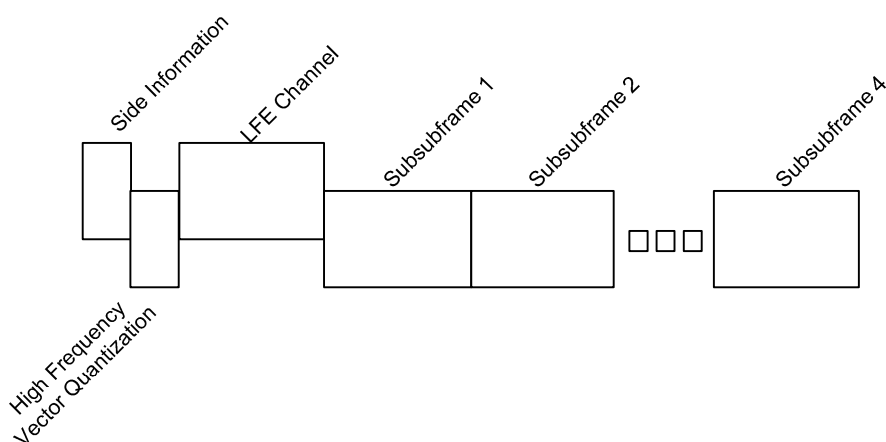 Side Information
LFE Channel
Subsubframe 1
Subsubframe 2
Subsubframe 4
High Frequency
Vector Quantization